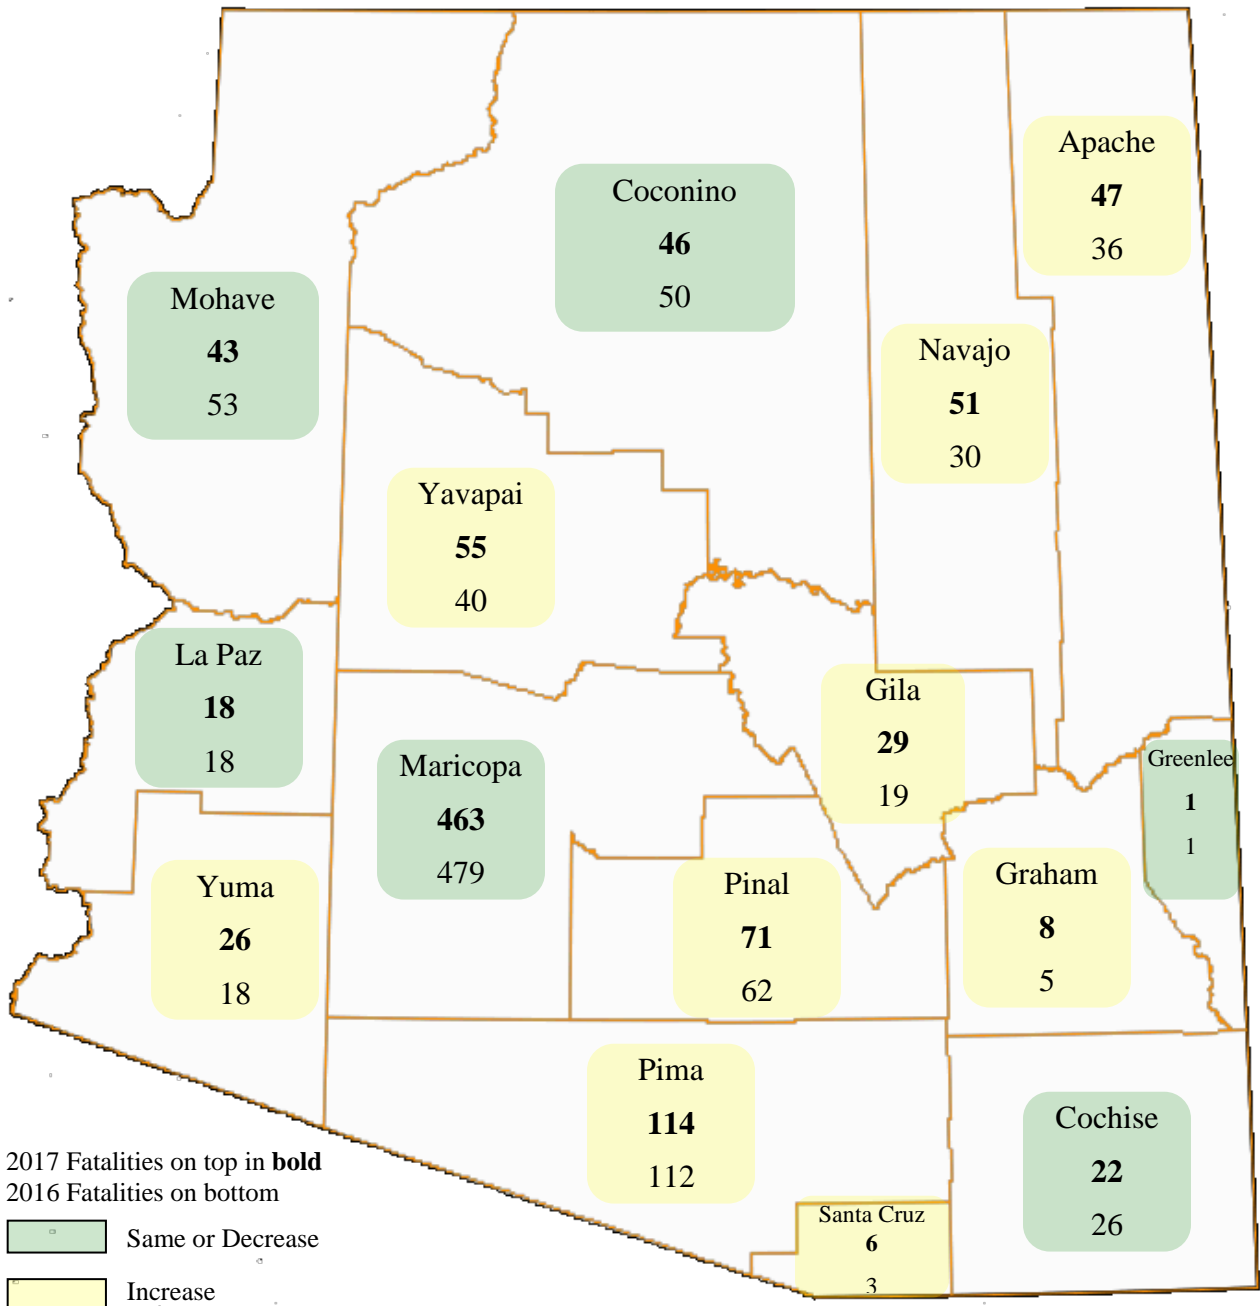 Apache
47
36
Coconino
46
50
Mohave
43
53
Navajo
51
30
Yavapai
55
40
La Paz
18
18
Gila
29
19
Maricopa
463
479
Greenlee
1
1
Yuma
26
18
Pinal
71
62
Graham
8
5
Pima
114
112
Cochise
22
26
Santa Cruz
6
3
2017 Fatalities on top in bold
2016 Fatalities on bottom
Same or Decrease
Increase